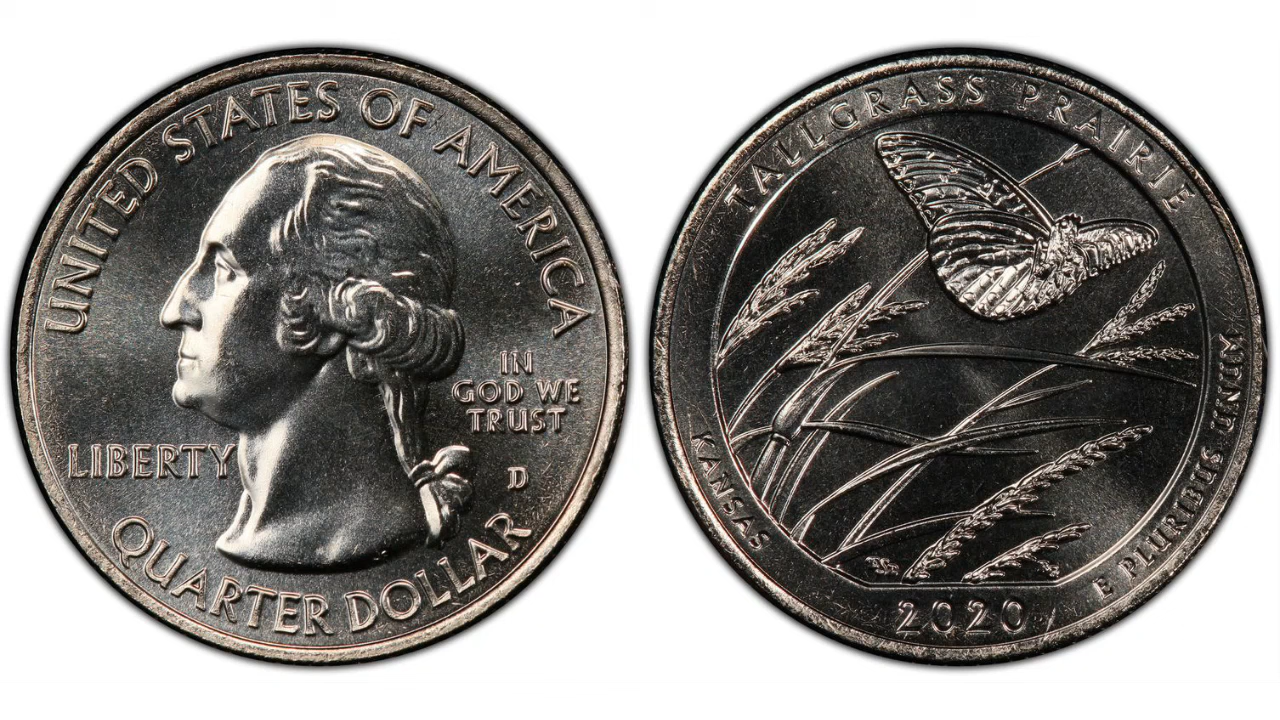 UNITED STATES OF AMERICA
LIBERTY
IN
GOD WE
TRUST
D
QUARTER DOLLAR
TALLGRASS PRAIRIE
KANSAS
E PLURIBUS UNUM
2020